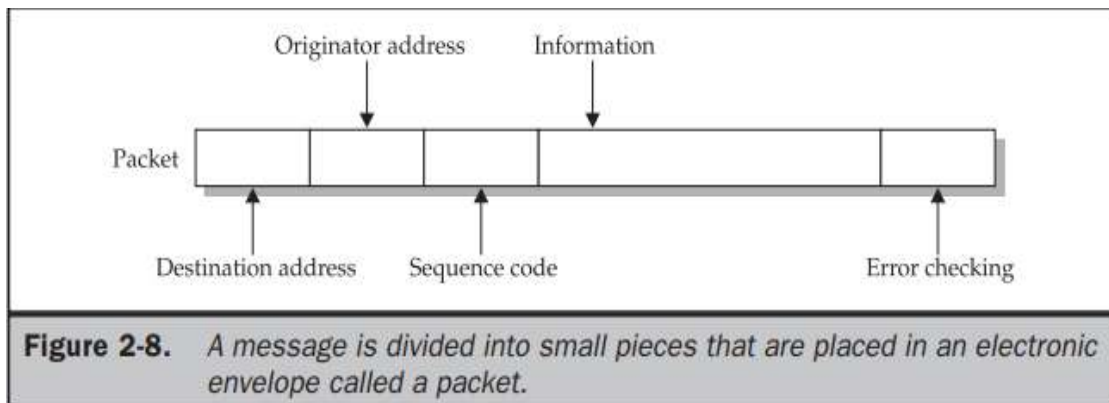 Originator address
Information
Packet
Destination address
Sequence code
Error checking
Figure 2-8. A message is divided into small pieces that are placed in an electronic
envelope called a packet.